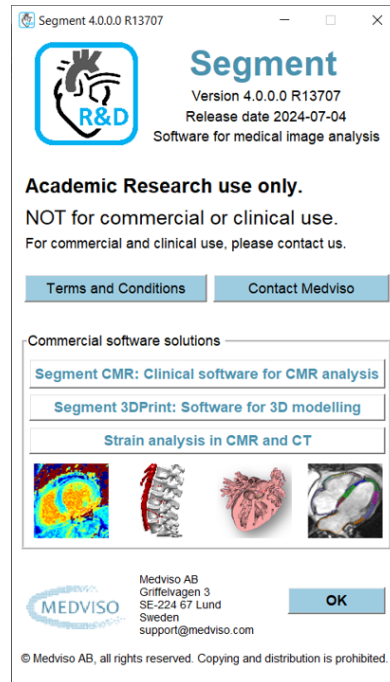 Segment 4.0.0.0 R13707
R&D
Segment
Version 4.0.0.0 R13707
Release date 2024-07-04
Software for medical image analysis
Academic Research use only.
NOT for commercial or clinical use.
For commercial and clinical use, please contact us.
Terms and Conditions
Contact Medviso
Commercial software solutions
Segment CMR: Clinical software for CMR analysis
Segment 3DPrint: Software for 3D modelling
Strain analysis in CMR and CT
MEDVISO
Medviso AB
Griffelvagen 3
SE-224 67 Lund
Sweden
support@medviso.com
OK
© Medviso AB, all rights reserved. Copying and distribution is prohibited.